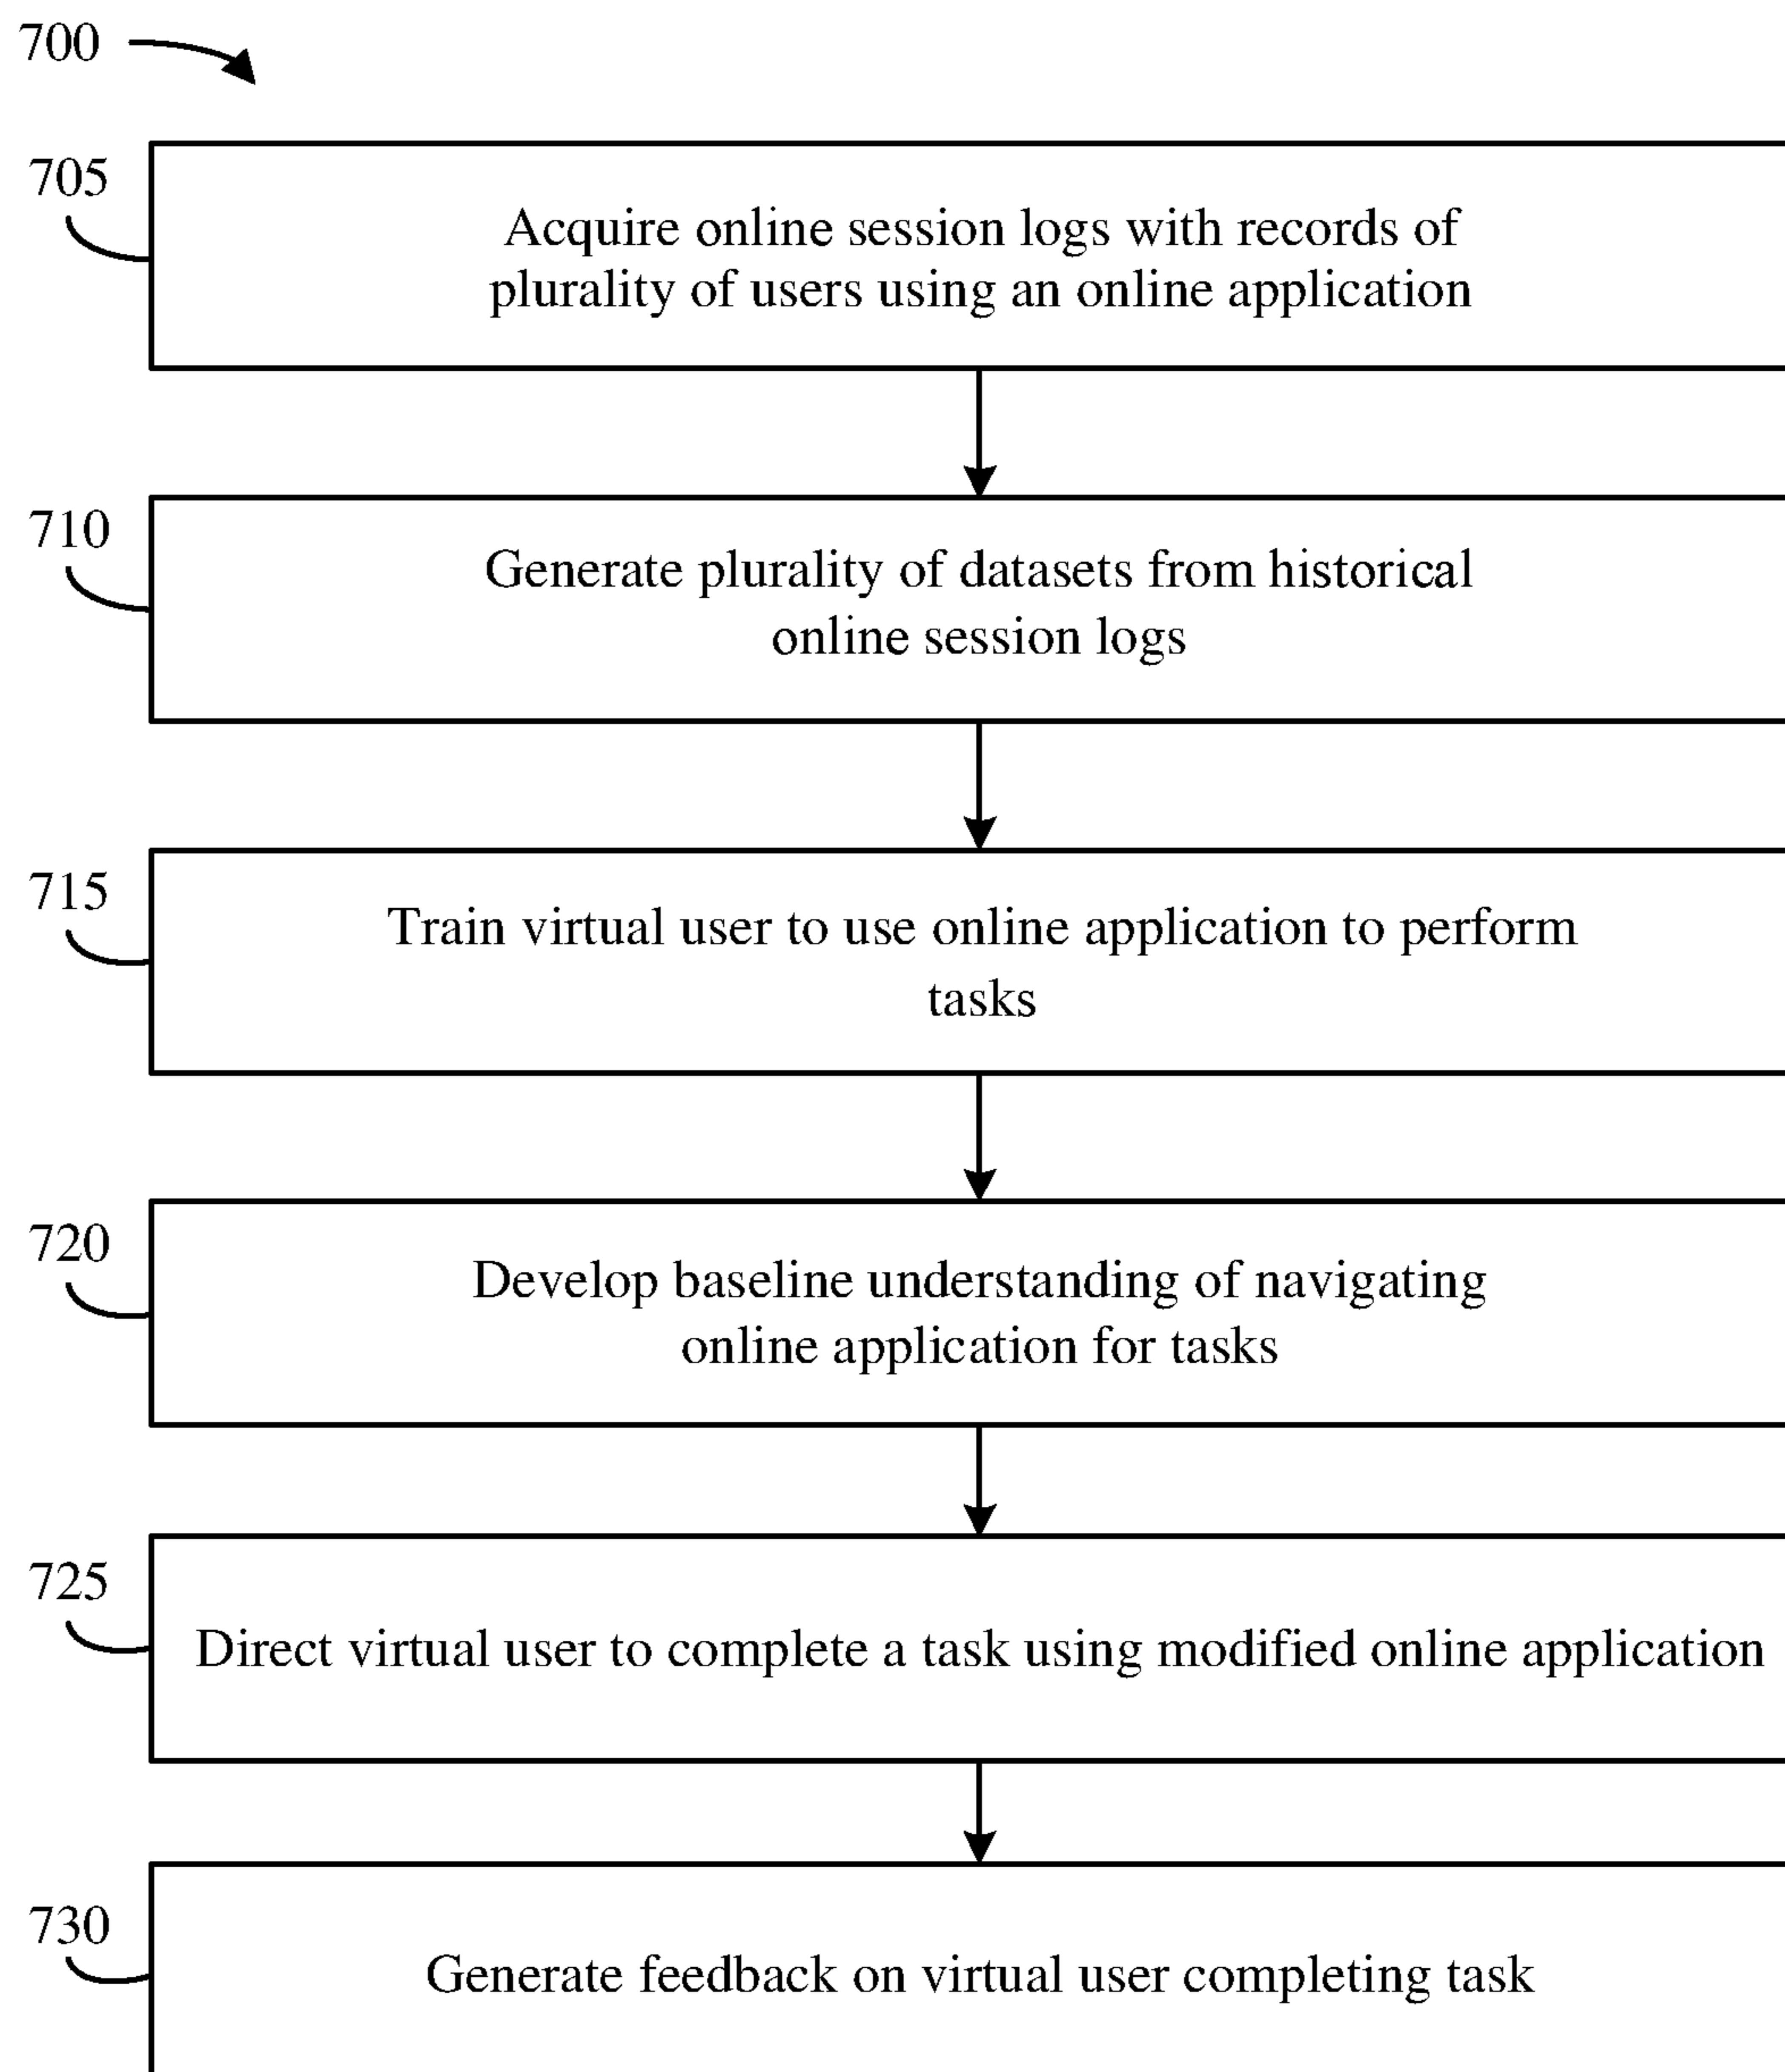 700
705
Acquire online session logs with records of
plurality of users using an online application
710
Generate plurality of datasets from historical
online session logs
715
Train virtual user to use online application to perform
tasks
720
Develop baseline understanding of navigating
online application for tasks
725
Direct virtual user to complete a task using modified online application
730
Generate feedback on virtual user completing task